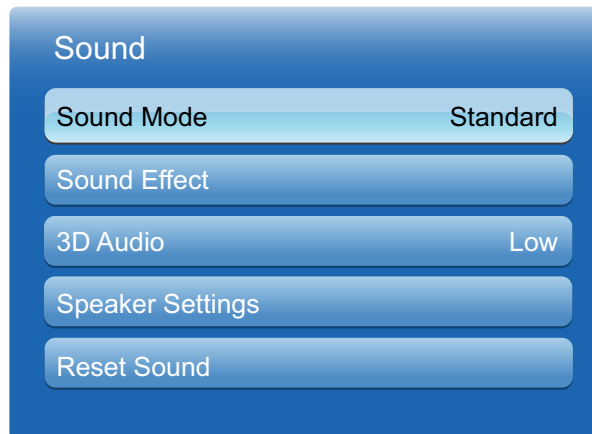 Sound
Sound Mode Standard
Sound Effect
3D Audio Low
Speaker Settings
Reset Sound